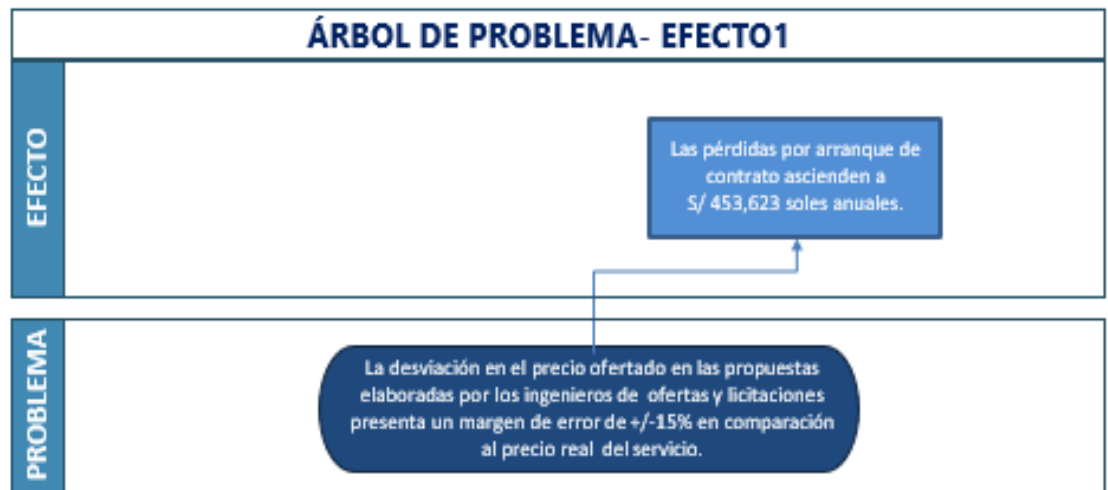 ÁRBOL DE PROBLEMA- EFECTO1
EFECTO
Las pérdidas por arranque de
contrato ascienden a
S/ 453,623 soles anuales.
PROBLEMA
La desviación en el precio ofertado en las propuestas
elaboradas por los ingenieros de ofertas y licitaciones
presenta un margen de error de +/-15% en comparación
al precio real del servicio.